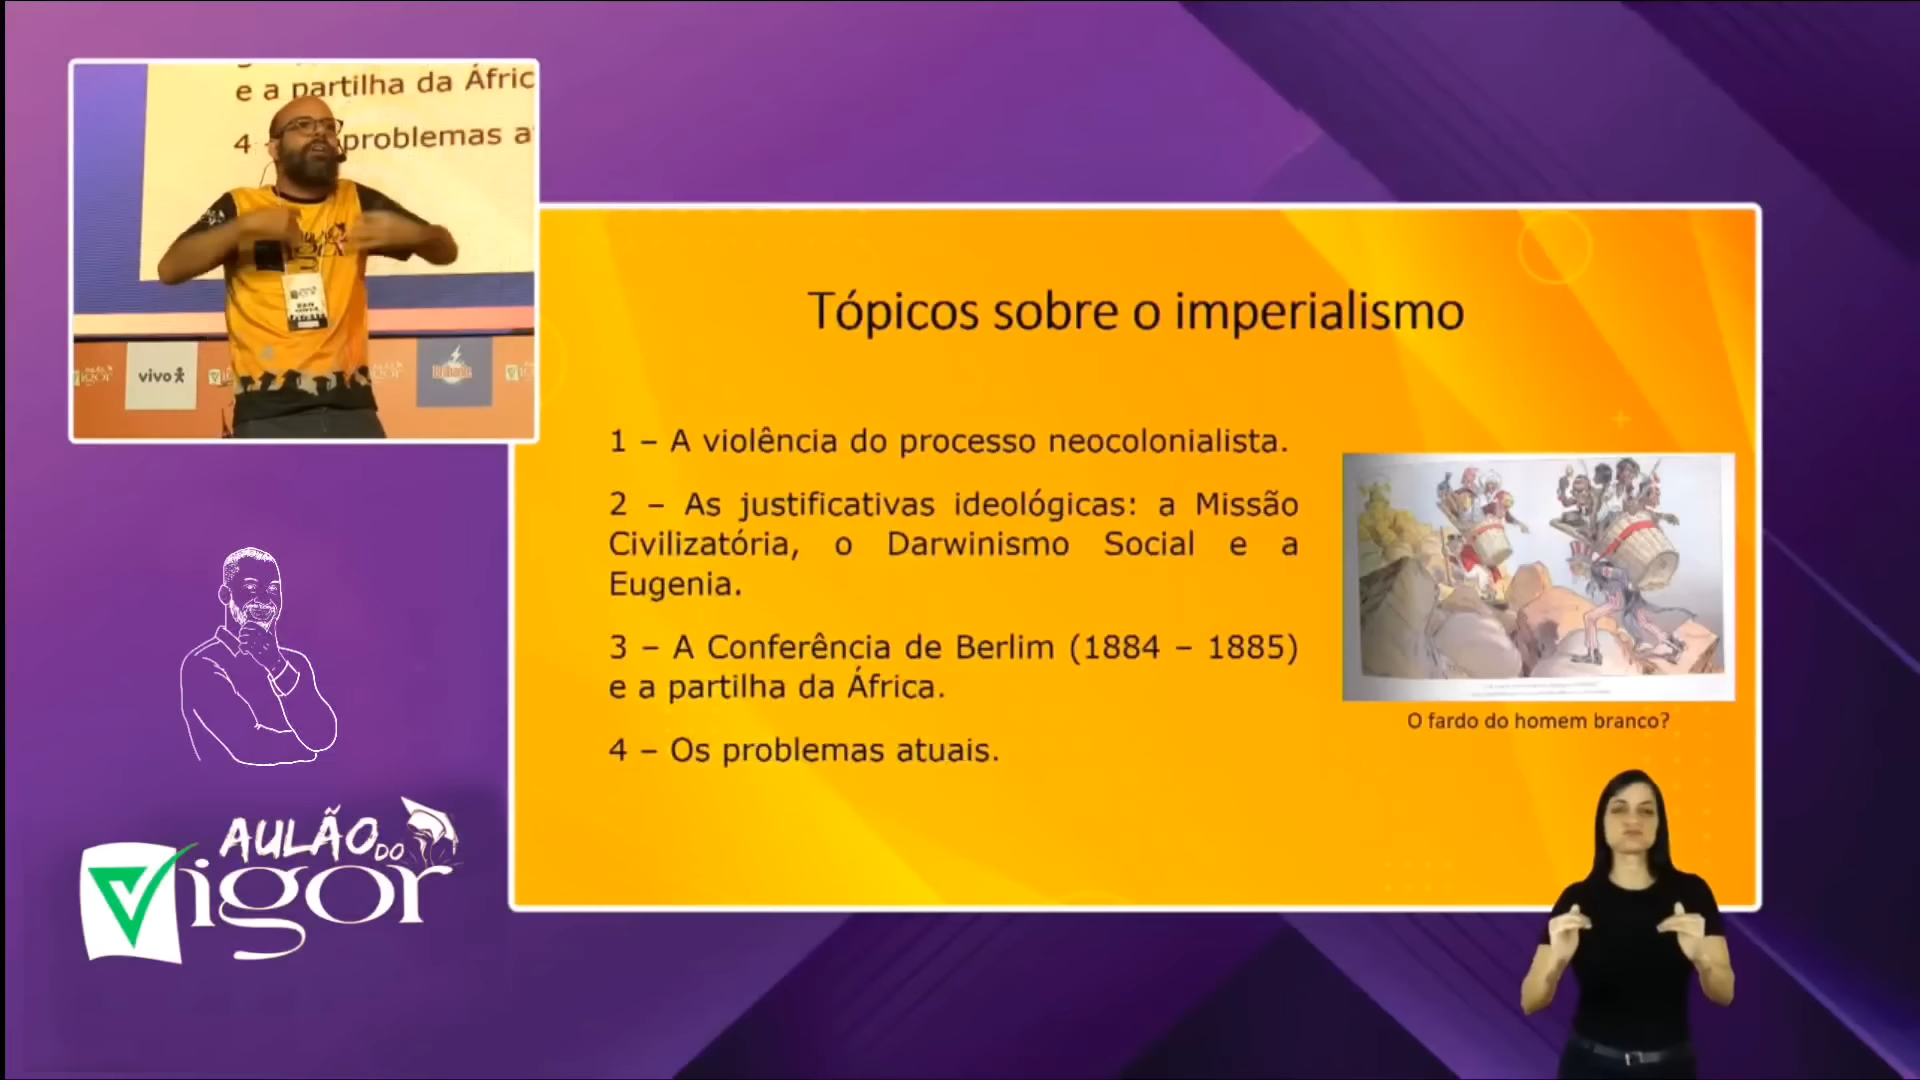 e a partilha da Áfric
4 problemas a
vivo
Tópicos sobre o imperialismo
1 – A violência do processo neocolonialista.
2 – As justificativas ideológicas: a Missão
Civilizatória, o Darwinismo Social e a
Eugenia.
3 – A Conferência de Berlim (1884 – 1885)
e a partilha da África.
4 – Os problemas atuais.
O fardo do homem branco?
AULÃO DO
Vigor